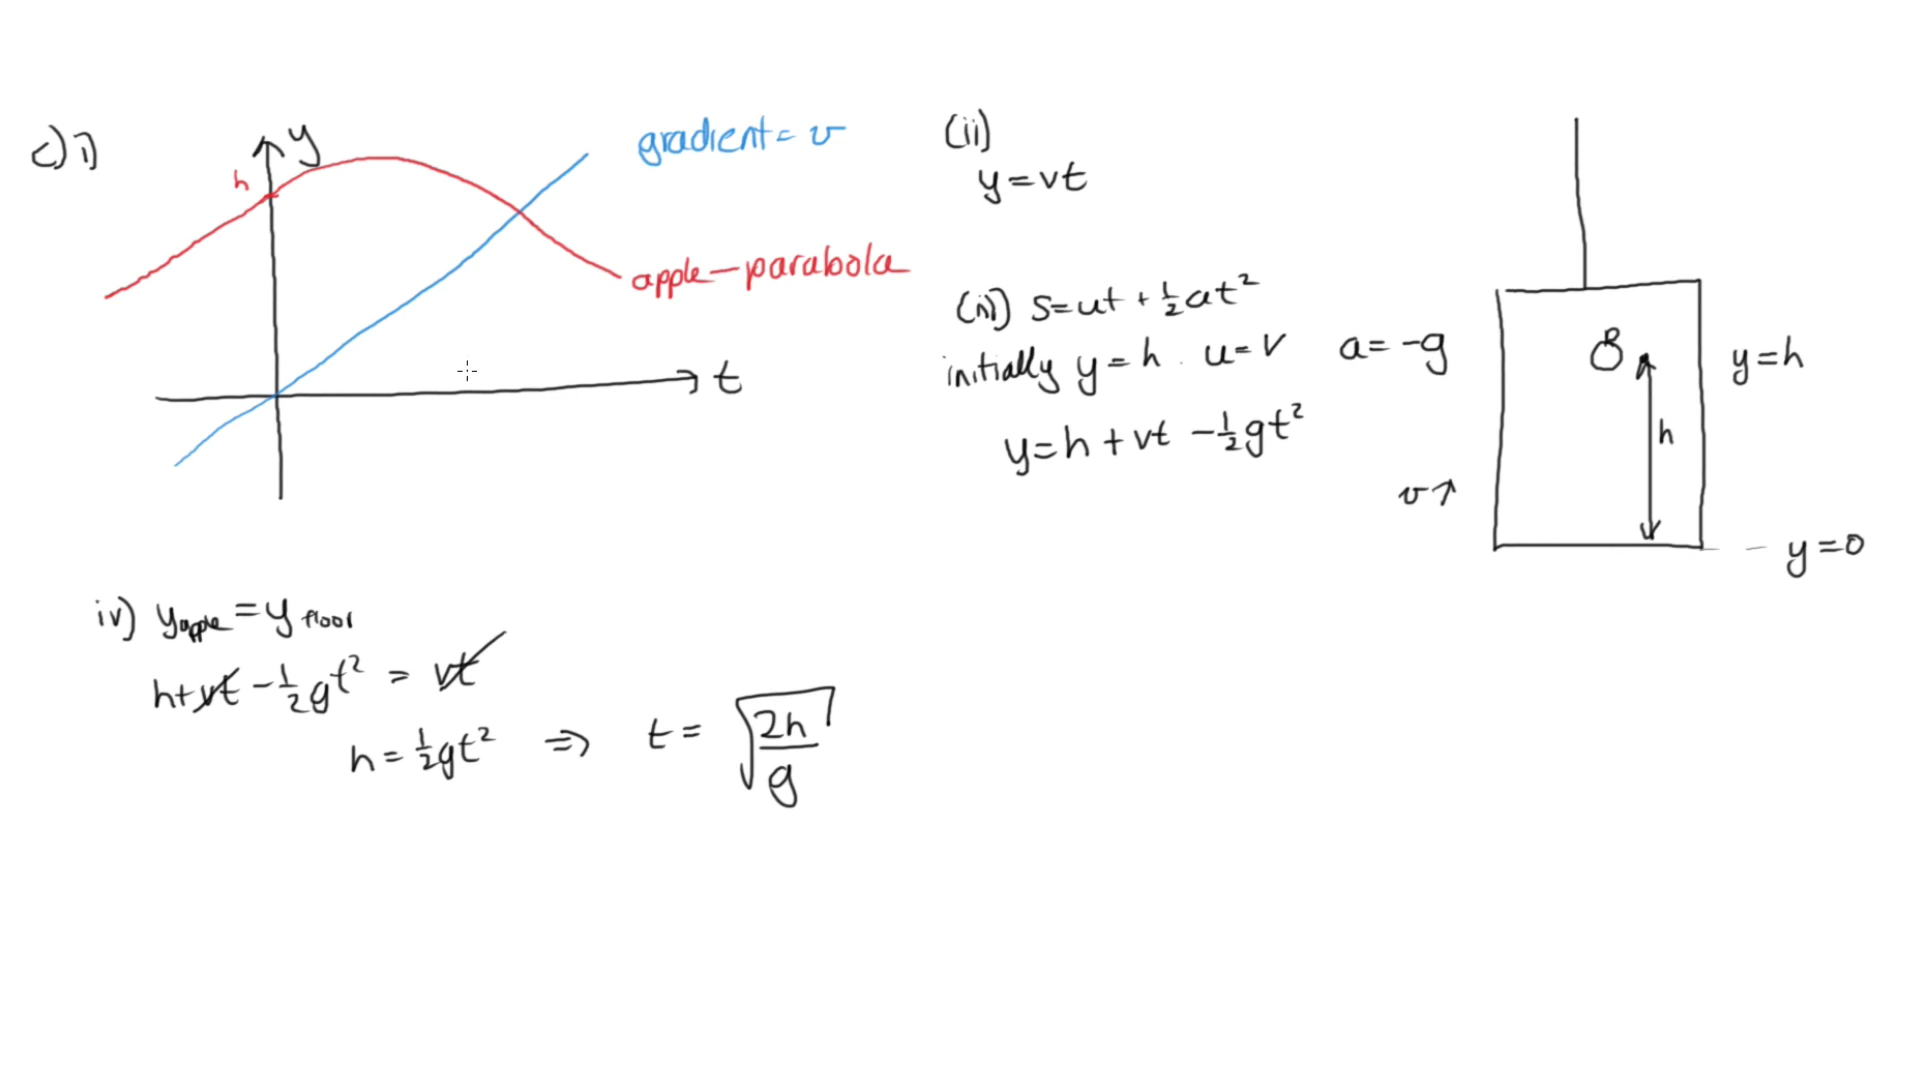 c) i)
y
h
t
gradient = v
apple – parabola
(ii)
y = vt
(iii) s = ut + ½at²
initially y = h . u = v a = -g
y = h + vt - ½gt²
y = h
h
v ↑
y = 0
iv) y apple = y floor
h + vt - ½gt² = vt
h = ½gt² ⇒ t = √(2h/g)